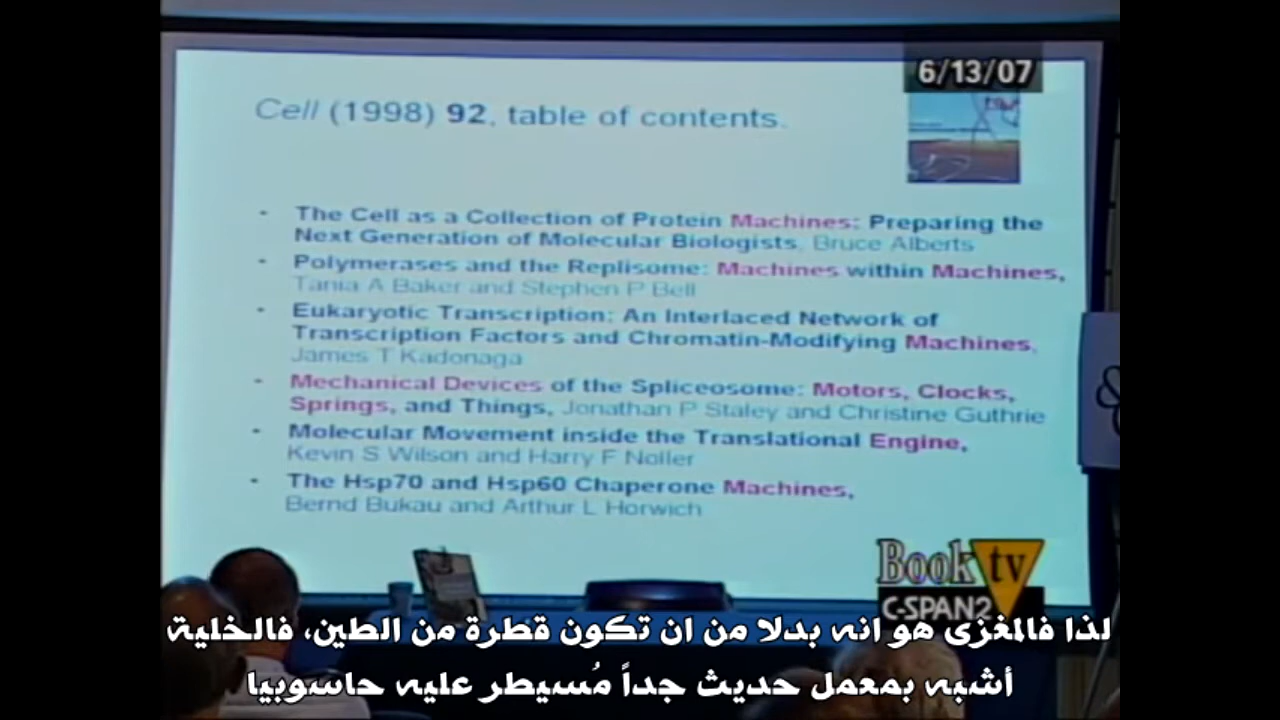 6/13/07
Cell (1998) 92, table of contents.
- The Cell as a Collection of Protein Machines: Preparing the
Next Generation of Molecular Biologists, Bruce Alberts
- Polymerases and the Replisome: Machines within Machines,
Tania A Baker and Stephen P Bell
- Eukaryotic Transcription: An Interlaced Network of
Transcription Factors and Chromatin-Modifying Machines,
James T Kadonaga
- Mechanical Devices of the Spliceosome: Motors, Clocks,
Springs, and Things, Jonathan P Staley and Christine Guthrie
- Molecular Movement inside the Translational Engine,
Kevin S Wilson and Harry F Noller
- The Hsp70 and Hsp60 Chaperone Machines,
Bernd Bukau and Arthur L Horwich
Book tv
C-SPAN2
لذا فالمغزى هو انه بدلا من ان تكون قطرة من الطين، فالخلية
أشبه بمعمل حديث جداً مُسيطر عليه حاسوبيا